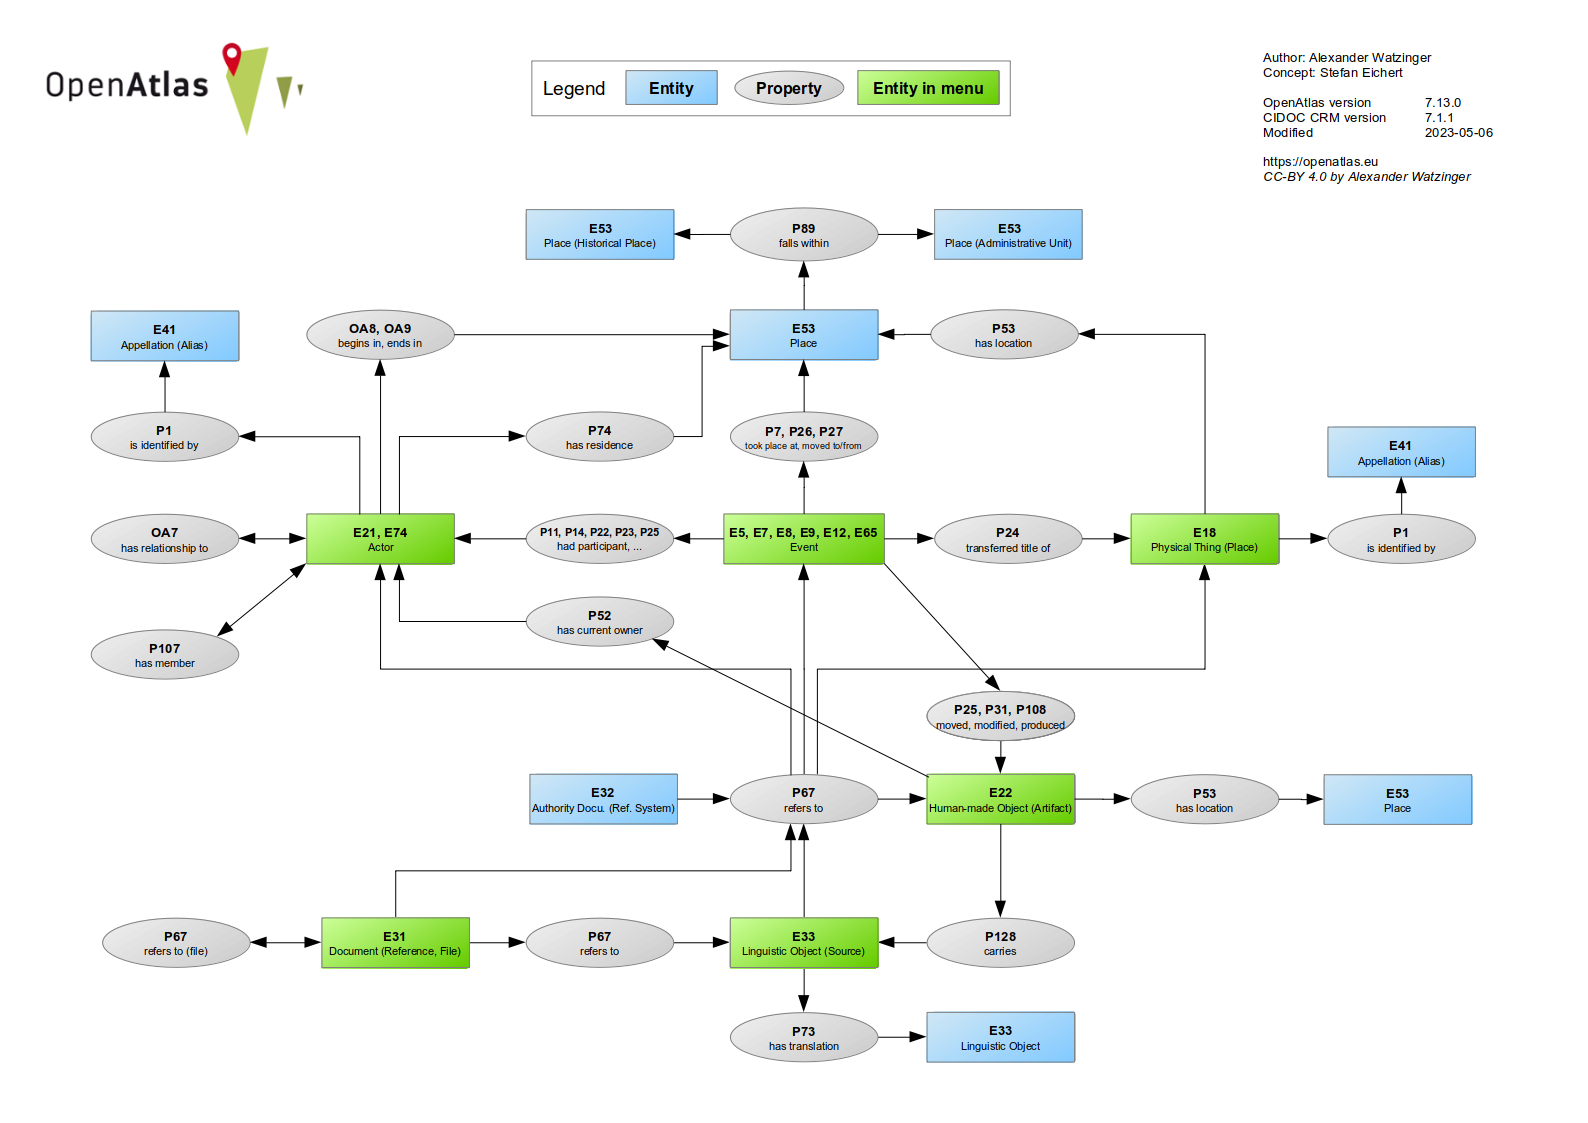 OpenAtlas
Legend
Entity
Property
Entity in menu
Author: Alexander Watzinger
Concept: Stefan Eichert
OpenAtlas version 7.13.0
CIDOC CRM version 7.1.1
Modified 2023-05-06
https://openatlas.eu
CC-BY 4.0 by Alexander Watzinger
E53
Place (Historical Place)
P89
falls within
E53
Place (Administrative Unit)
E41
Appellation (Alias)
OA8, OA9
begins in, ends in
E53
Place
P53
has location
P1
is identified by
P74
has residence
P7, P26, P27
took place at, moved to/from
E41
Appellation (Alias)
OA7
has relationship to
E21, E74
Actor
P11, P14, P22, P23, P25
had participant, ...
E5, E7, E8, E9, E12, E65
Event
P24
transferred title of
E18
Physical Thing (Place)
P1
is identified by
P52
has current owner
P107
has member
P25, P31, P108
moved, modified, produced
E32
Authority Docu. (Ref. System)
P67
refers to
E22
Human-made Object (Artifact)
P53
has location
E53
Place
P67
refers to (file)
E31
Document (Reference, File)
P67
refers to
E33
Linguistic Object (Source)
P128
carries
P73
has translation
E33
Linguistic Object